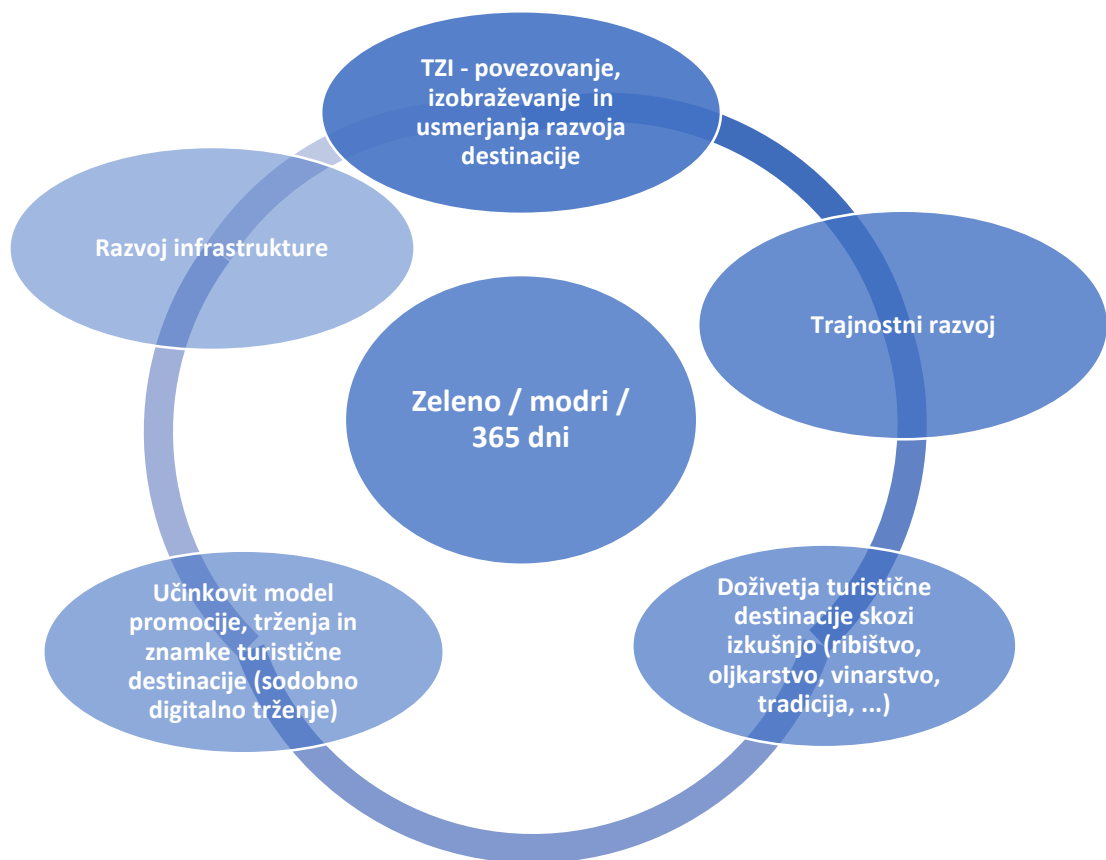 TZI - povezovanje,
izobraževanje in
usmerjanja razvoja
destinacije
Razvoj infrastrukture
Trajnostni razvoj
Zeleno / modri /
365 dni
Učinkovit model
promocije, trženja in
znamke turistične
destinacije (sodobno
digitalno trženje)
Doživetja turistične
destinacije skozi
izkušnjo (ribištvo,
oljkarstvo, vinarstvo,
tradicija, ...)